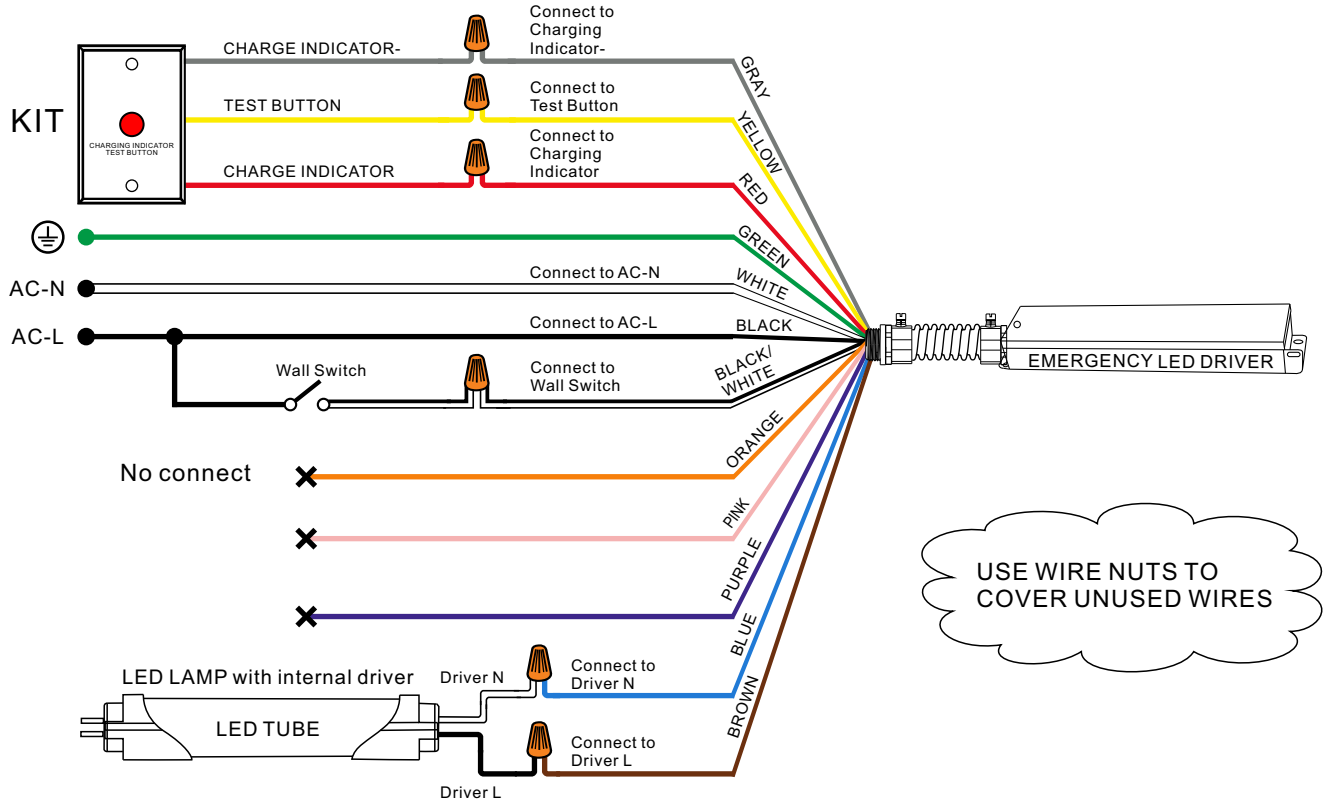 KIT
CHARGING INDICATOR
TEST BUTTON
CHARGE INDICATOR-
Connect to
Charging
Indicator-
GRAY
TEST BUTTON
Connect to
Test Button
YELLOW
CHARGE INDICATOR
Connect to
Charging
Indicator
RED
GREEN
AC-N
Connect to AC-N
WHITE
AC-L
Connect to AC-L
BLACK
Wall Switch
Connect to
Wall Switch
BLACK/
WHITE
EMERGENCY LED DRIVER
No connect
ORANGE
PINK
PURPLE
USE WIRE NUTS TO
COVER UNUSED WIRES
LED LAMP with internal driver
LED TUBE
Driver N
Connect to
Driver N
BLUE
Driver L
Connect to
Driver L
BROWN